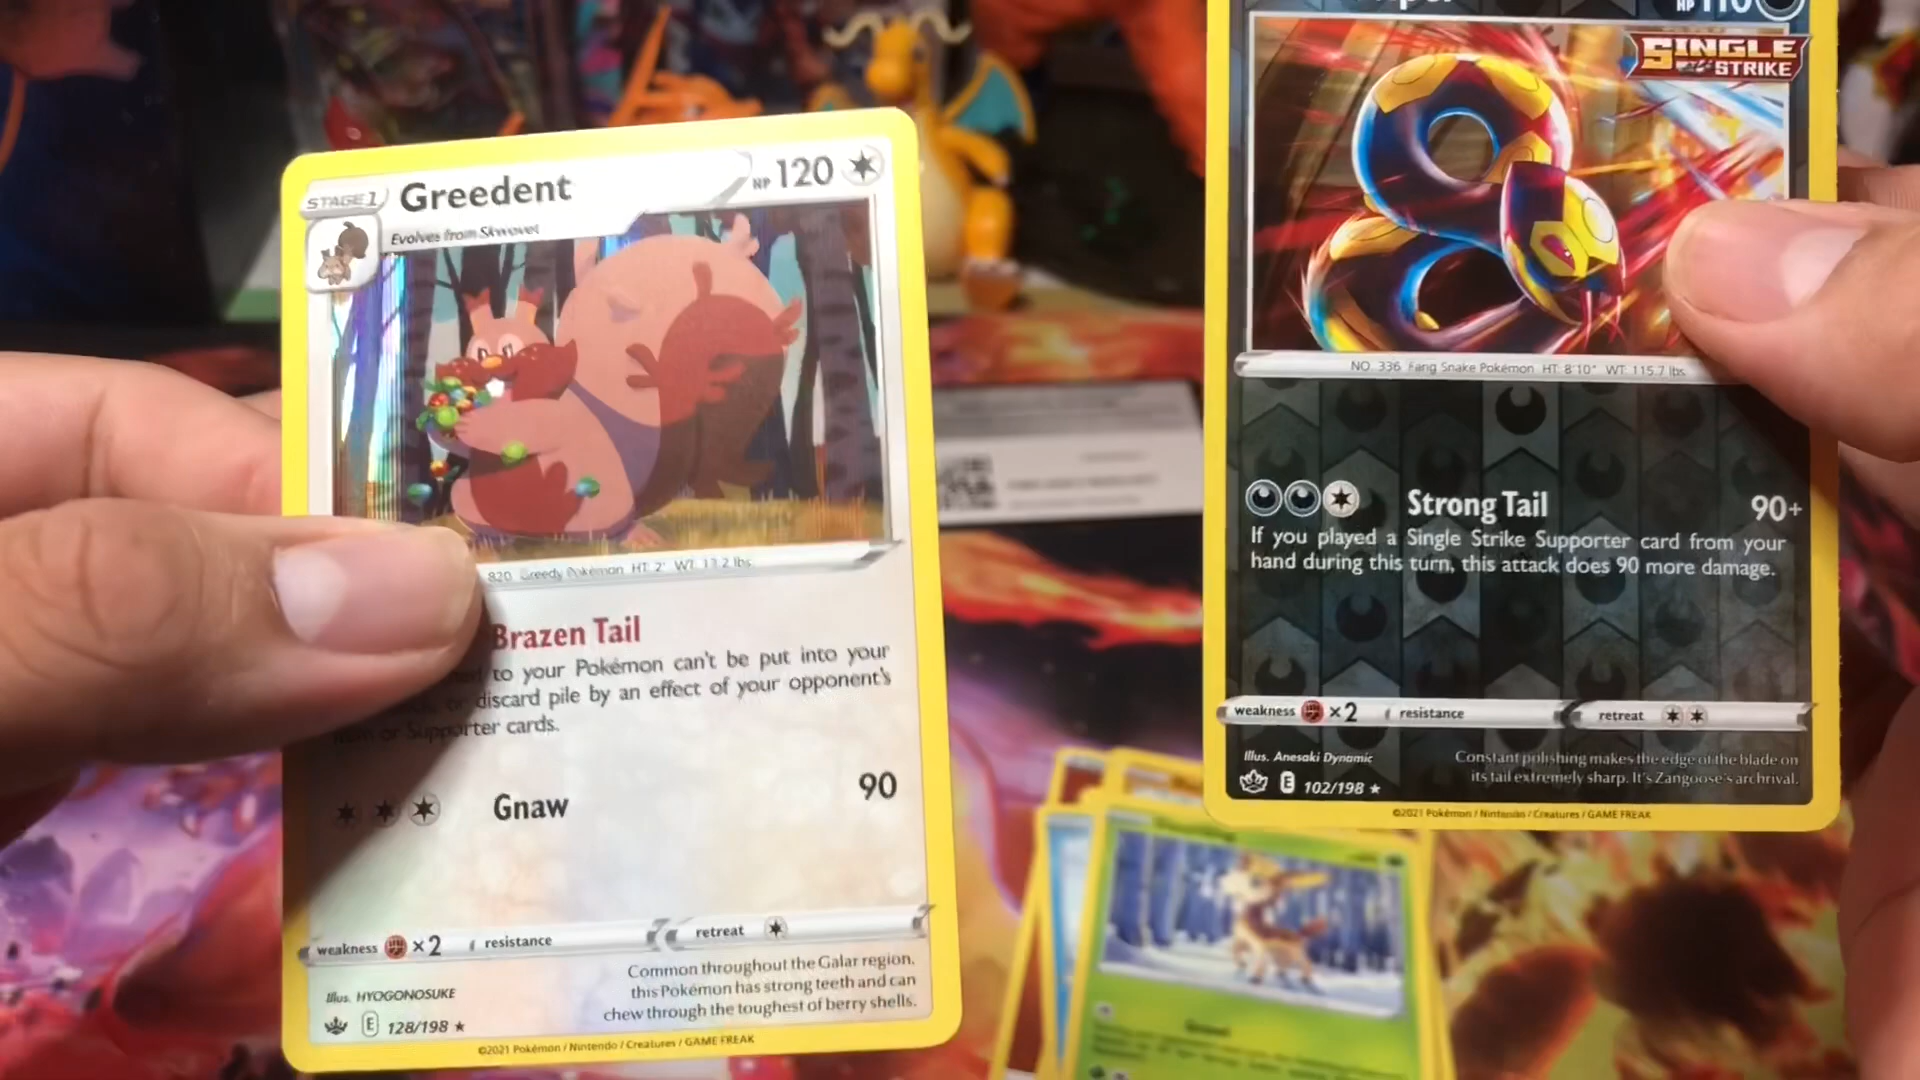 STAGE 1 Greedent HP 120
Evolves from Skwovet
820 Greedy Pokémon HT: 2' WT: 13.2 lbs
Brazen Tail
to your Pokémon can't be put into your
discard pile by an effect of your opponent's
or Supporter cards.
Gnaw 90
weakness ×2 resistance retreat
Common throughout the Galar region,
this Pokémon has strong teeth and can
chew through the toughest of berry shells.
Illus. HYOGONOSUKE
E 128/198 ★
©2021 Pokémon / Nintendo / Creatures / GAME FREAK
HP 110
SINGLE
STRIKE
NO. 336 Fang Snake Pokémon HT: 8'10" WT: 115.7 lbs
Strong Tail 90+
If you played a Single Strike Supporter card from your
hand during this turn, this attack does 90 more damage.
weakness ×2 resistance retreat
Illus. Anesaki Dynamic
Constant polishing makes the edge of the blade on
its tail extremely sharp. It's Zangoose's archrival.
E 102/198 ★
©2021 Pokémon / Nintendo / Creatures / GAME FREAK